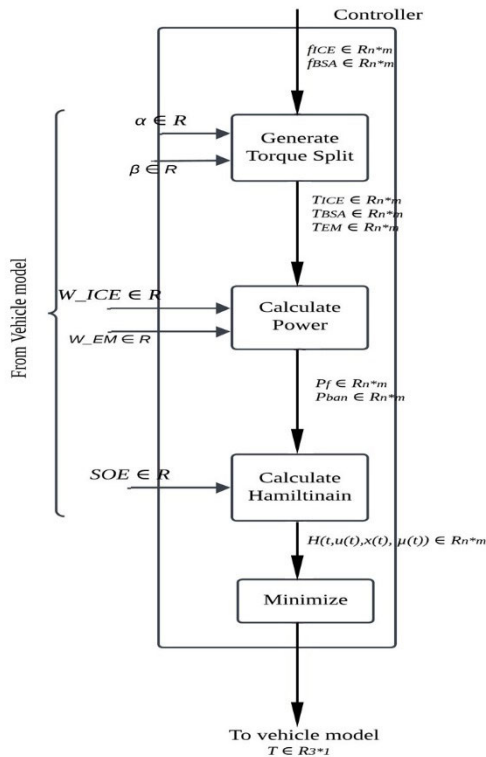 Controller
fICE ∈ Rn*m
fBSA ∈ Rn*m
α ∈ R
β ∈ R
Generate
Torque Split
TICE ∈ Rn*m
TBSA ∈ Rn*m
TEM ∈ Rn*m
From Vehicle model
W_ICE ∈ R
W_EM ∈ R
Calculate
Power
Pf ∈ Rn*m
Pban ∈ Rn*m
SOE ∈ R
Calculate
Hamiltinain
H(t,u(t),x(t), μ(t)) ∈ Rn*m
Minimize
To vehicle model
T ∈ R3*1